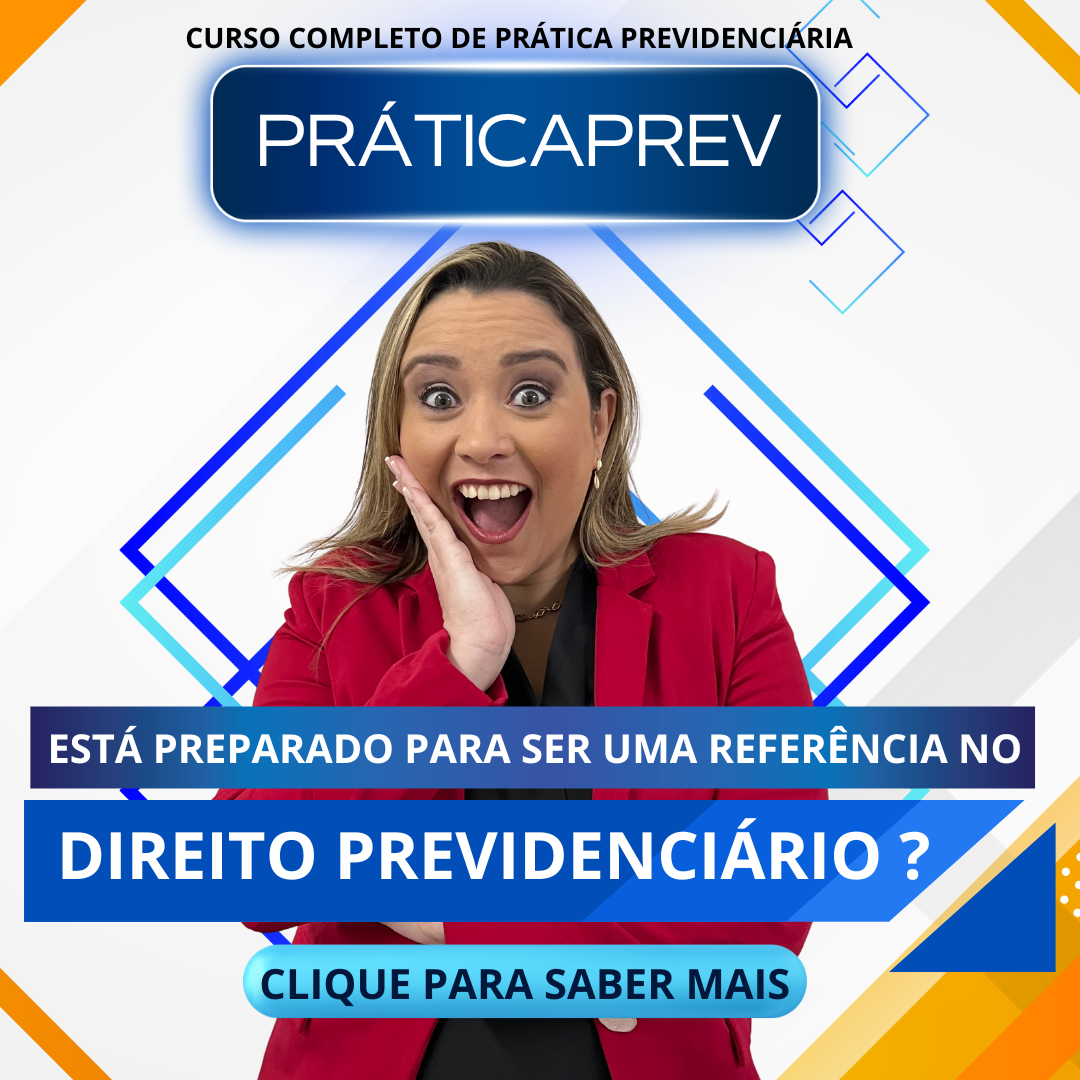 CURSO COMPLETO DE PRÁTICA PREVIDENCIÁRIA
PRÁTICAPREV
ESTÁ PREPARADO PARA SER UMA REFERÊNCIA NO
DIREITO PREVIDENCIÁRIO ?
CLIQUE PARA SABER MAIS